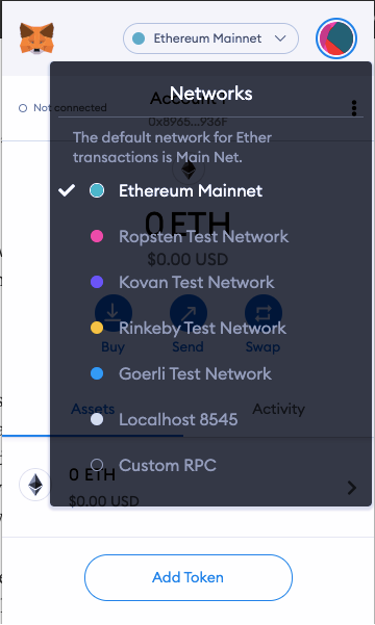 Ethereum Mainnet
Networks
Not connected
Account 1
0x8965...936F
The default network for Ether
transactions is Main Net.
Ethereum Mainnet
0 ETH
Ropsten Test Network
$0.00 USD
Kovan Test Network
Rinkeby Test Network
Buy
Send
Swap
Goerli Test Network
Assets
Activity
Localhost 8545
Custom RPC
0 ETH
$0.00 USD
Add Token